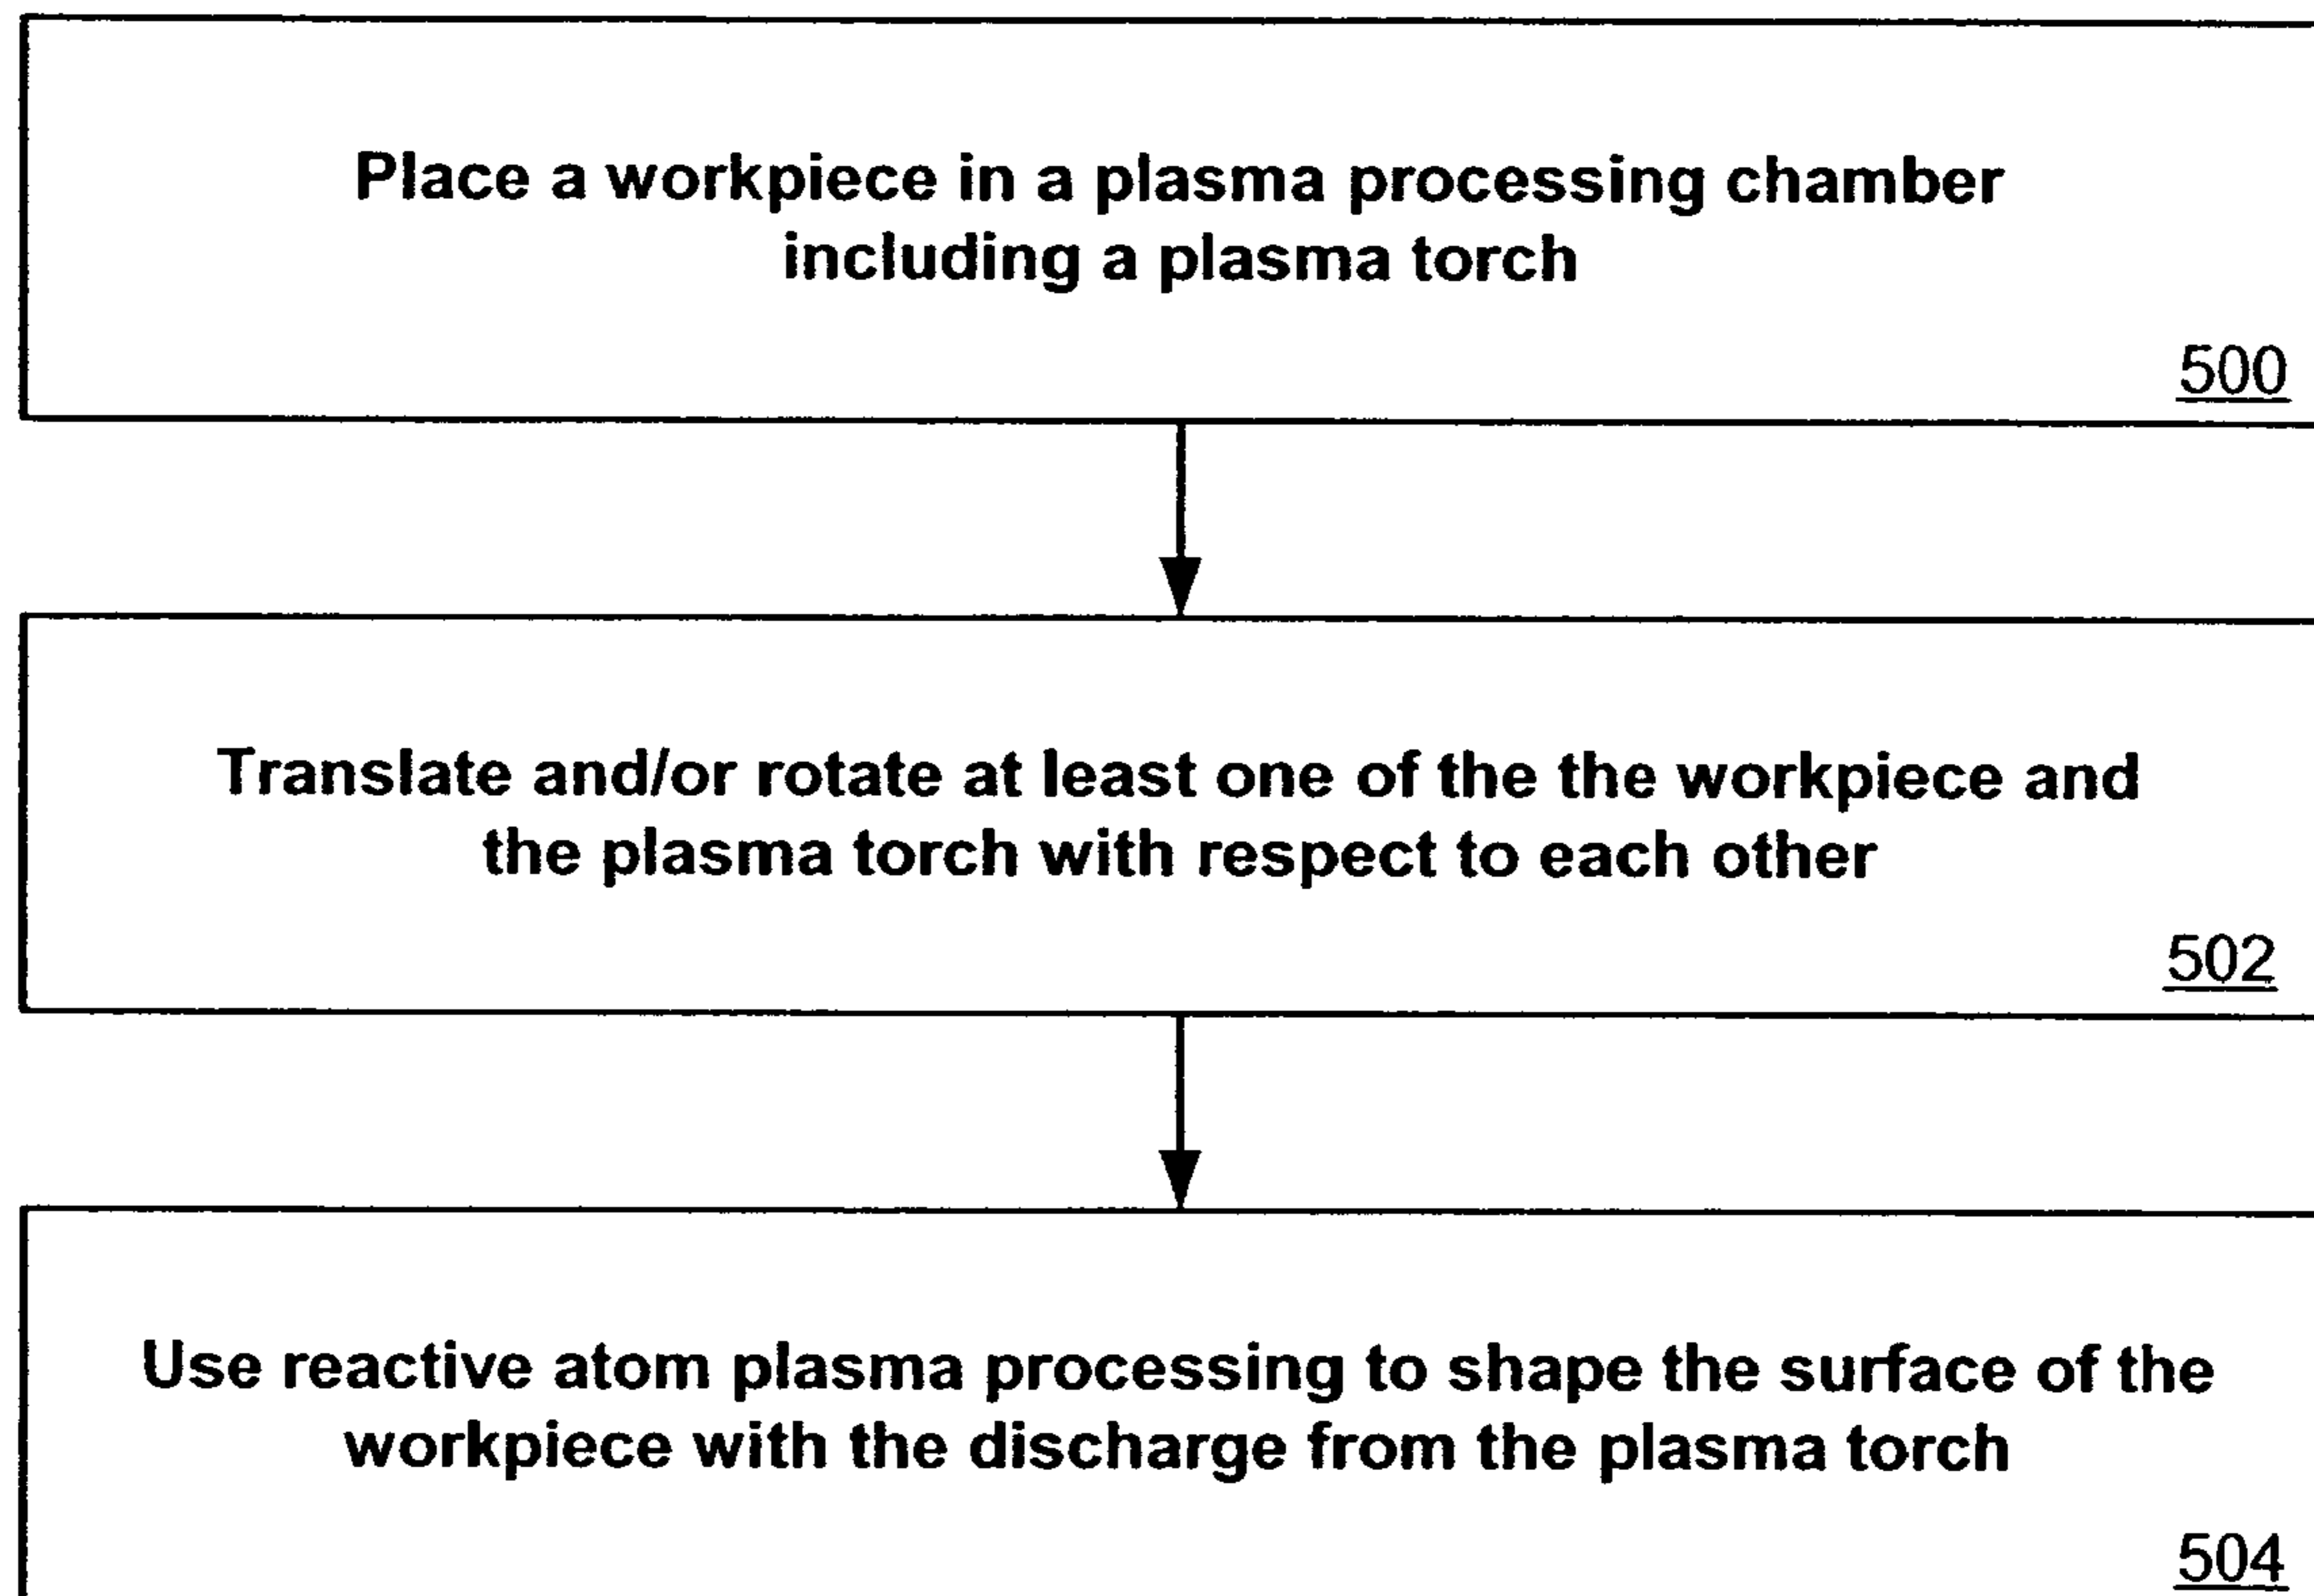 Place a workpiece in a plasma processing chamber
including a plasma torch
500
Translate and/or rotate at least one of the the workpiece and
the plasma torch with respect to each other
502
Use reactive atom plasma processing to shape the surface of the
workpiece with the discharge from the plasma torch
504